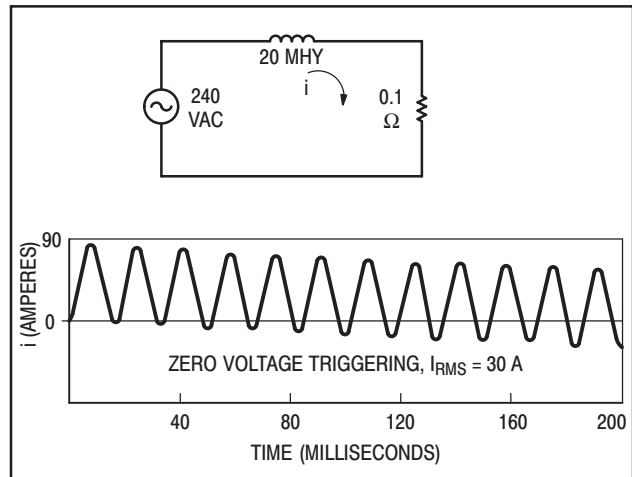 20 MHY
i
240
VAC
0.1
Ω
i (AMPERES)
90
0
ZERO VOLTAGE TRIGGERING, IRMS = 30 A
40
80
120
160
200
TIME (MILLISECONDS)